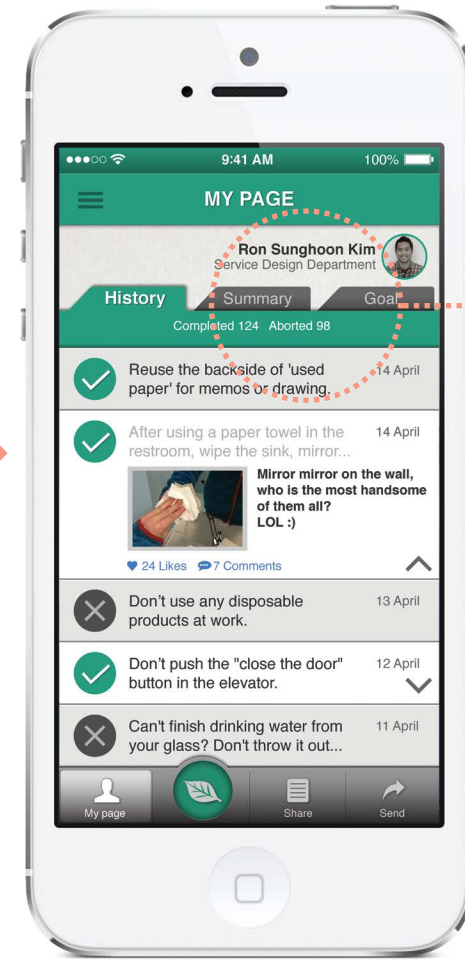 9:41 AM
100%
MY PAGE
Ron Sunghoon Kim
Service Design Department
History
Summary
Goal
Completed 124 Aborted 98
Reuse the backside of 'used
paper' for memos or drawing.
14 April
After using a paper towel in the
restroom, wipe the sink, mirror...
14 April
Mirror mirror on the wall,
who is the most handsome
of them all?
LOL :)
24 Likes
7 Comments
Don't use any disposable
products at work.
13 April
Don't push the "close the door"
button in the elevator.
12 April
Can't finish drinking water from
your glass? Don't throw it out...
11 April
My page
Share
Send